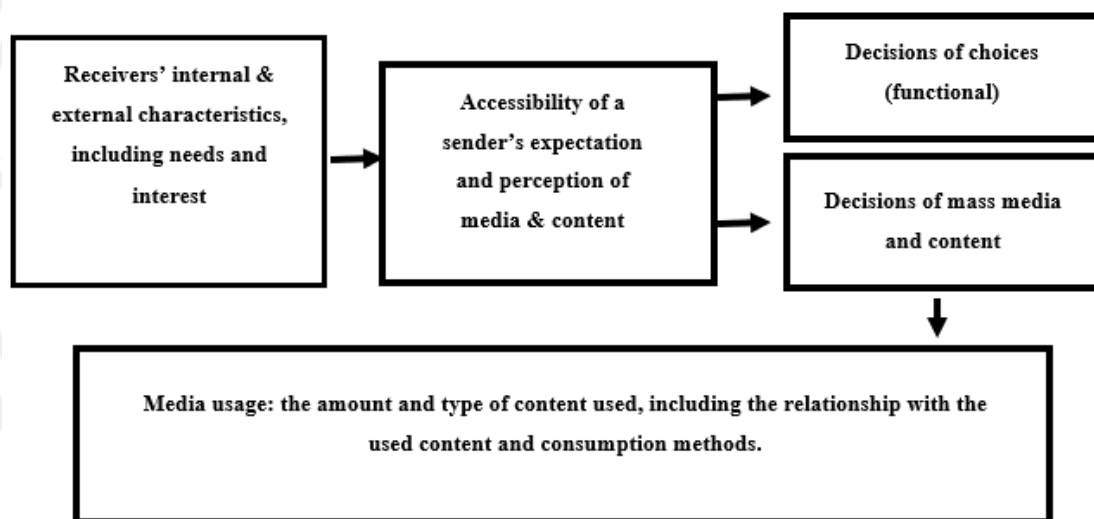 Receivers’ internal &
external characteristics,
including needs and
interest
Accessibility of a
sender’s expectation
and perception of
media & content
Decisions of choices
(functional)
Decisions of mass media
and content
Media usage: the amount and type of content used, including the relationship with the
used content and consumption methods.